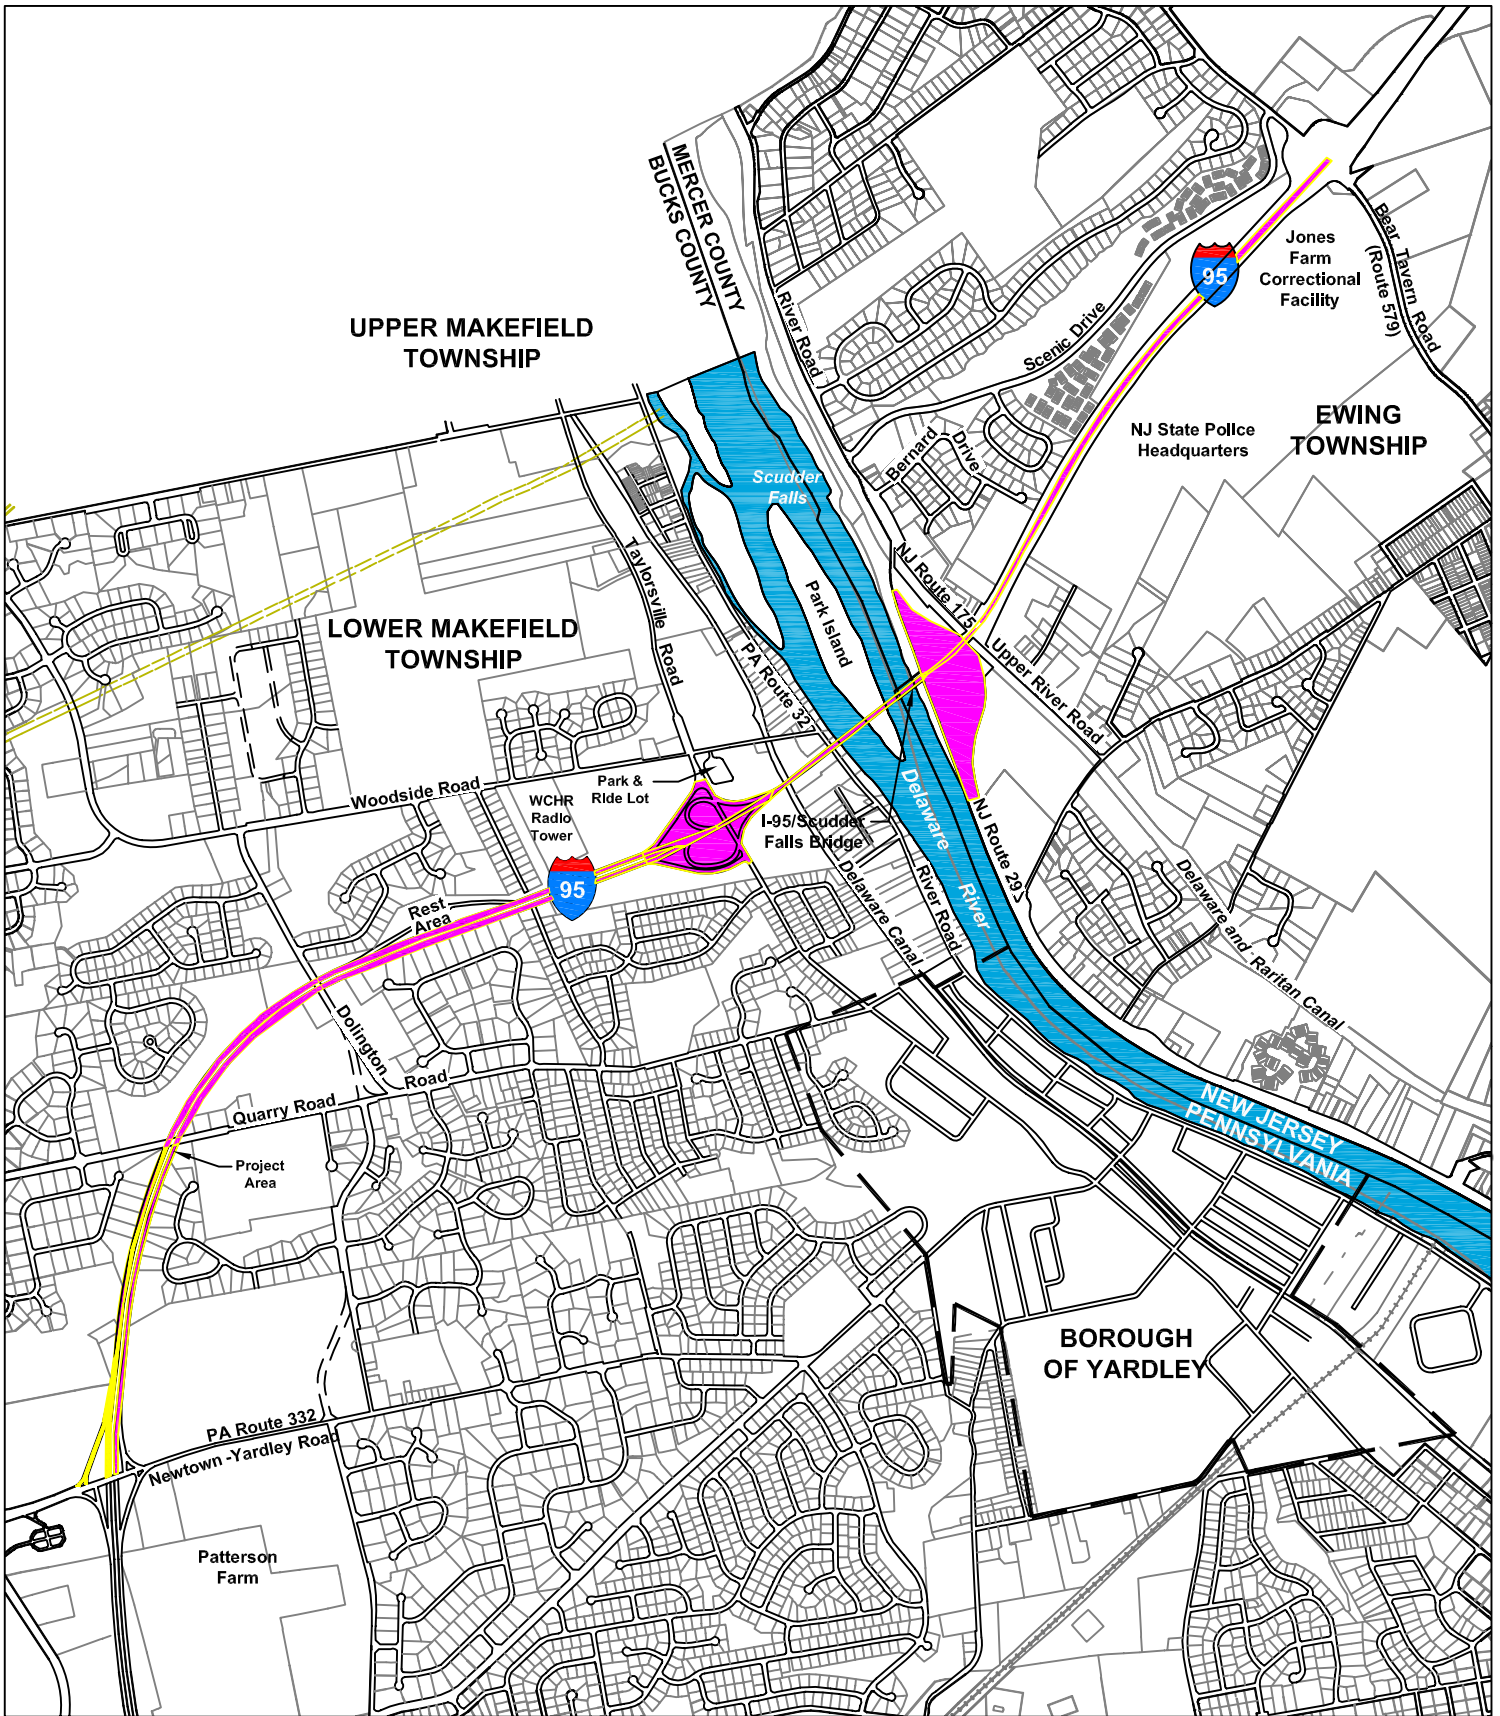 MERCER COUNTY
BUCKS COUNTY
River Road
Bear Tavern Road
(Route 579)
Jones
Farm
Correctional
Facility
95
UPPER MAKEFIELD
TOWNSHIP
Scenic Drive
EWING
TOWNSHIP
NJ State Police
Headquarters
Bernard Drive
Scudder
Falls
Taylorsville Road
NJ Route 175
Park Island
LOWER MAKEFIELD
TOWNSHIP
PA Route 32
Upper River Road
Woodside Road
Park &
Ride Lot
WCHR
Radio
Tower
I-95/Scudder
Falls Bridge
Delaware River
NJ Route 29
95
Rest
Area
Delaware Canal
River Road
Delaware and Raritan Canal
Dolington
Road
Quarry Road
Project
Area
NEW JERSEY
PENNSYLVANIA
BOROUGH
OF YARDLEY
PA Route 332
Newtown -Yardley Road
Patterson
Farm